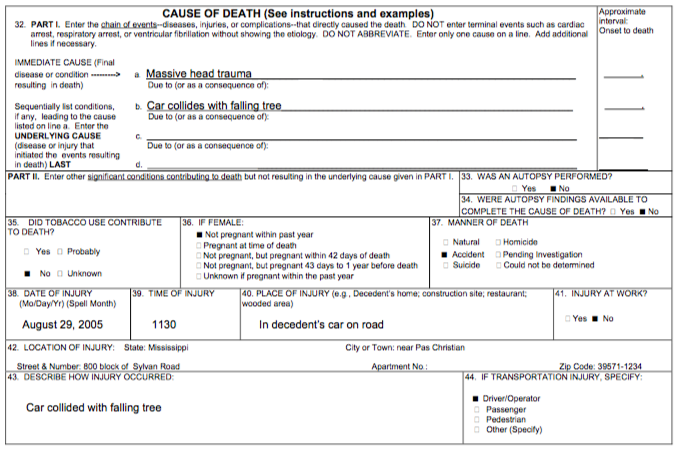 CAUSE OF DEATH (See instructions and examples)
32. PART I. Enter the chain of events--diseases, injuries, or complications--that directly caused the death DO NOT enter terminal events such as cardiac
arrest, respiratory arrest, or ventricular fibrillation without showing the etiology. DO NOT ABBREVIATE. Enter only one cause on a line. Add additional
lines if necessary.
Approximate
interval:
Onset to death
IMMEDIATE CAUSE (Final
disease or condition --------->
resulting in death)
a. Massive head trauma
Due to (or as a consequence of):
Sequentially list conditions,
if any, leading to the cause
listed on line a. Enter the
UNDERLYING CAUSE
(disease or injury that
initiated the events resulting
in death) LAST
b. Car collides with falling tree
Due to (or as a consequence of):
c.
Due to (or as a consequence of):
d.
PART II. Enter other significant conditions contributing to death but not resulting in the underlying cause given in PART I.
33. WAS AN AUTOPSY PERFORMED?
□ Yes ■ No
34. WERE AUTOPSY FINDINGS AVAILABLE TO
COMPLETE THE CAUSE OF DEATH? □ Yes ■ No
35. DID TOBACCO USE CONTRIBUTE
TO DEATH?
□ Yes □ Probably
■ No □ Unknown
36. IF FEMALE:
■ Not pregnant within past year
□ Pregnant at time of death
□ Not pregnant, but pregnant within 42 days of death
□ Not pregnant, but pregnant 43 days to 1 year before death
□ Unknown if pregnant within the past year
37. MANNER OF DEATH
□ Natural □ Homicide
■ Accident □ Pending Investigation
□ Suicide □ Could not be determined
38. DATE OF INJURY
(Mo/Day/Yr) (Spell Month)
August 29, 2005
39. TIME OF INJURY
1130
40. PLACE OF INJURY (e.g., Decedent's home; construction site; restaurant;
wooded area)
In decedent's car on road
41. INJURY AT WORK?
□ Yes ■ No
42. LOCATION OF INJURY: State: Mississippi City or Town: near Pas Christian
Street & Number: 800 block of Sylvan Road Apartment No.: Zip Code: 39571-1234
43. DESCRIBE HOW INJURY OCCURRED:
Car collided with falling tree
44. IF TRANSPORTATION INJURY, SPECIFY:
■ Driver/Operator
□ Passenger
□ Pedestrian
□ Other (Specify)